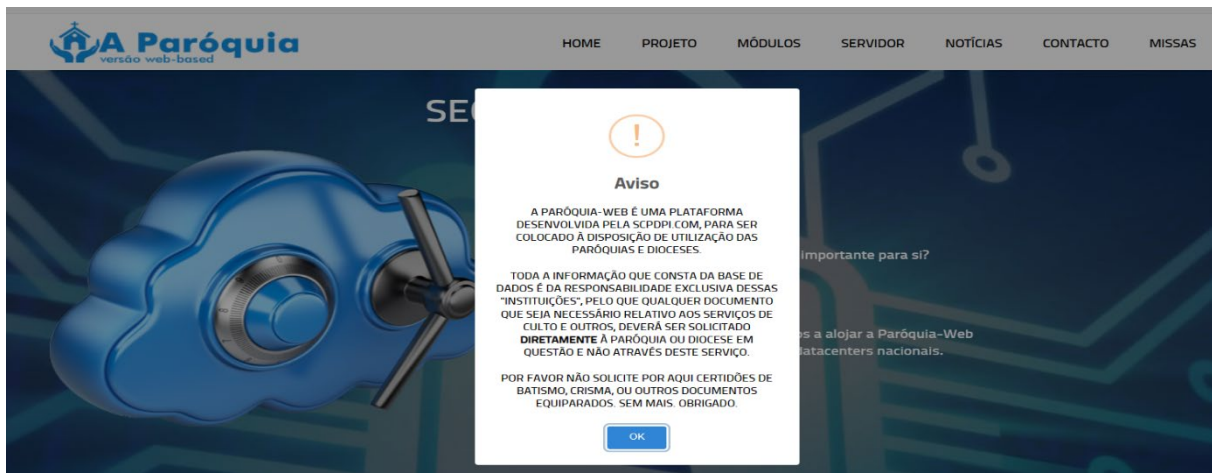 A Paróquia
versão web-based
HOME PROJETO MÓDULOS SERVIDOR NOTÍCIAS CONTACTO MISSAS
SE
!
Aviso
A PARÓQUIA-WEB É UMA PLATAFORMA
DESENVOLVIDA PELA SCPDPI.COM, PARA SER
COLOCADO À DISPOSIÇÃO DE UTILIZAÇÃO DAS
PARÓQUIAS E DIOCESES.
importante para si?
TODA A INFORMAÇÃO QUE CONSTA DA BASE DE
DADOS É DA RESPONSABILIDADE EXCLUSIVA DESSAS
"INSTITUIÇÕES", PELO QUE QUALQUER DOCUMENTO
QUE SEJA NECESSÁRIO RELATIVO AOS SERVIÇOS DE
CULTO E OUTROS, DEVERÁ SER SOLICITADO
DIRETAMENTE À PARÓQUIA OU DIOCESE EM
QUESTÃO E NÃO ATRAVÉS DESTE SERVIÇO.
a alojar a Paróquia-Web
datacenters nacionais.
POR FAVOR NÃO SOLICITE POR AQUI CERTIDÕES DE
BATISMO, CRISMA, OU OUTROS DOCUMENTOS
EQUIPARADOS. SEM MAIS. OBRIGADO.
OK